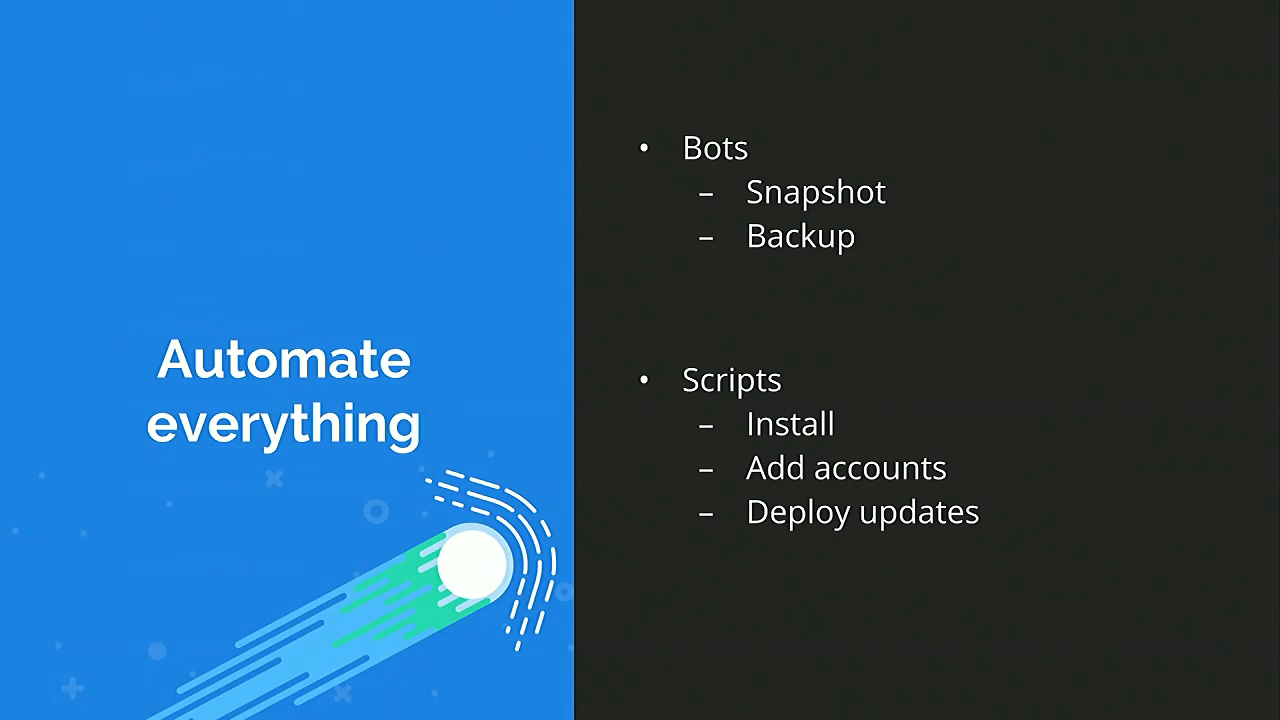 Automate
everything
• Bots
– Snapshot
– Backup
• Scripts
– Install
– Add accounts
– Deploy updates